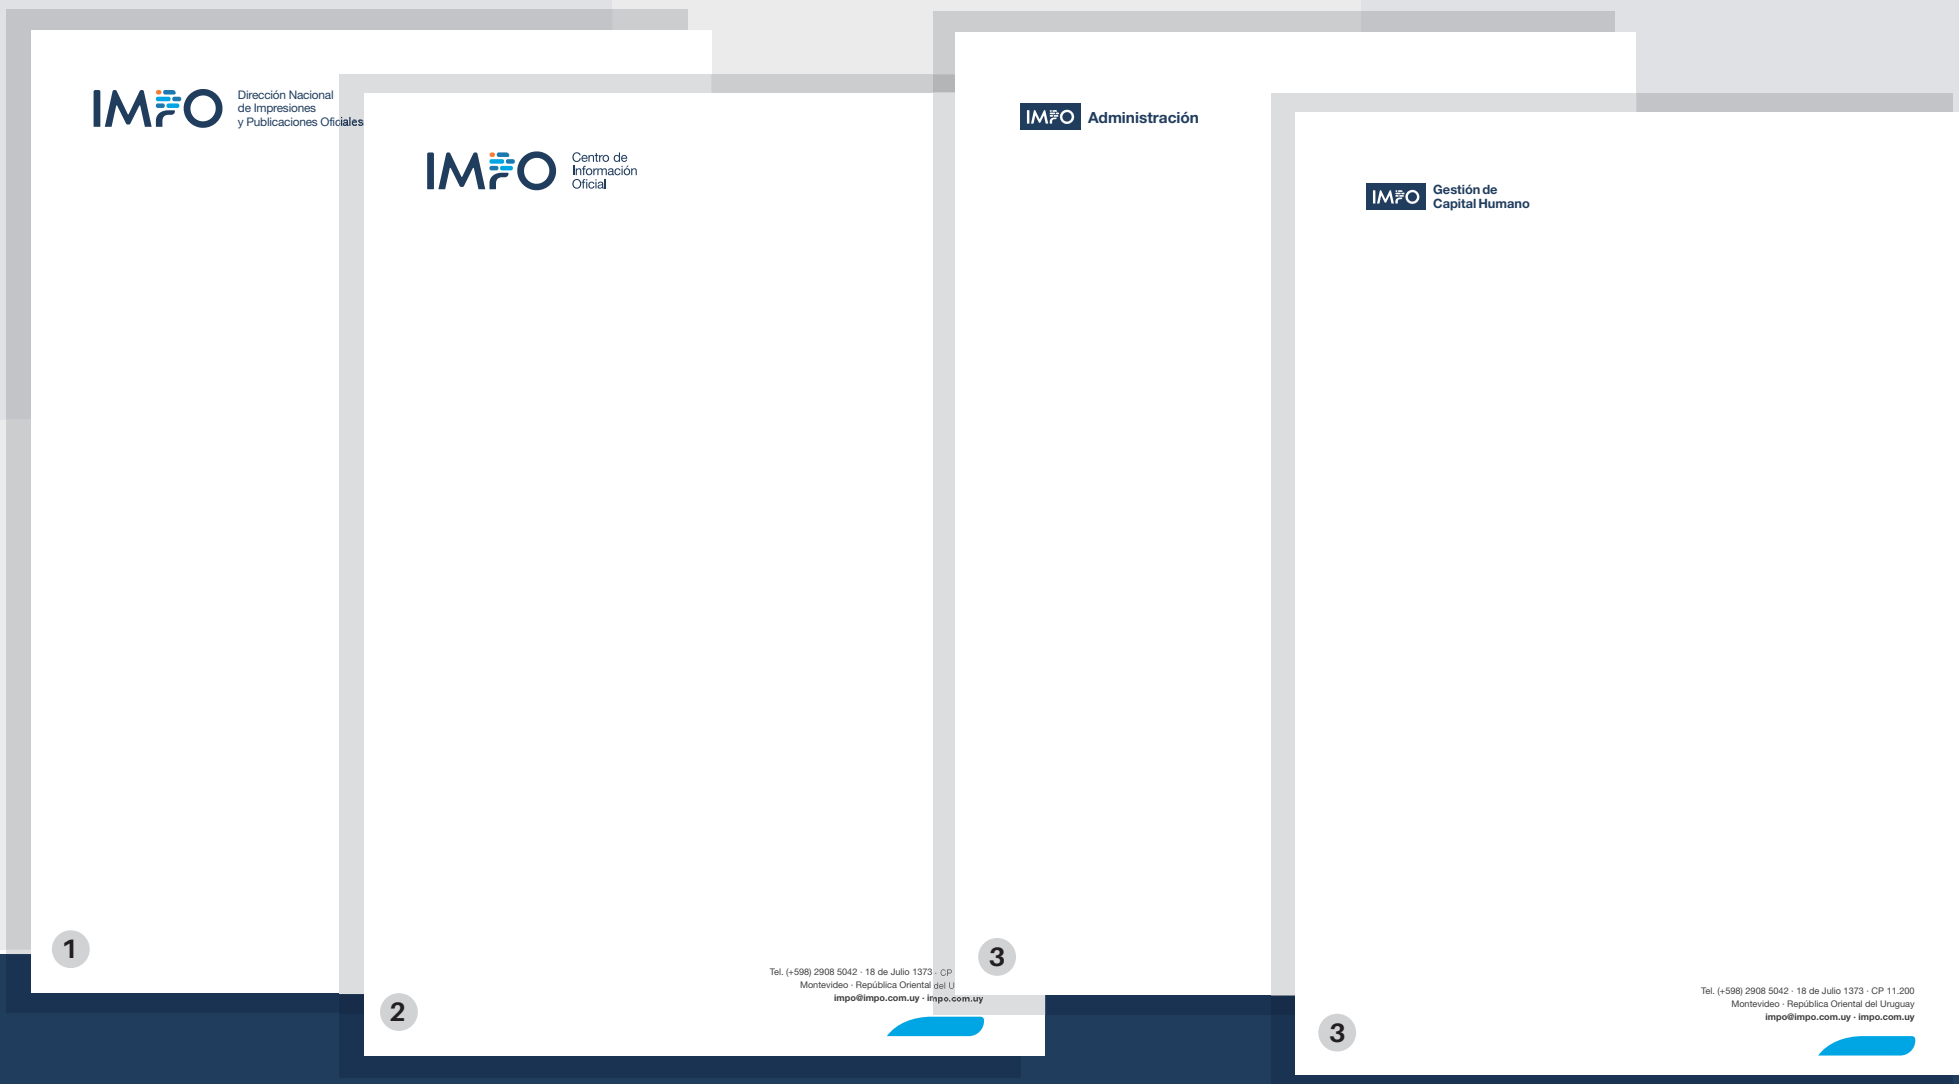 IMPO
Dirección Nacional
de Impresiones
y Publicaciones Oficiales
1
IMPO
Centro de
Información
Oficial
Tel. (+598) 2908 5042 · 18 de Julio 1373 · CP
Montevideo · República Oriental del U
impo@impo.com.uy · impo.com.uy
2
IMPO Administración
3
IMPO
Gestión de
Capital Humano
Tel. (+598) 2908 5042 · 18 de Julio 1373 · CP 11.200
Montevideo · República Oriental del Uruguay
impo@impo.com.uy · impo.com.uy
3